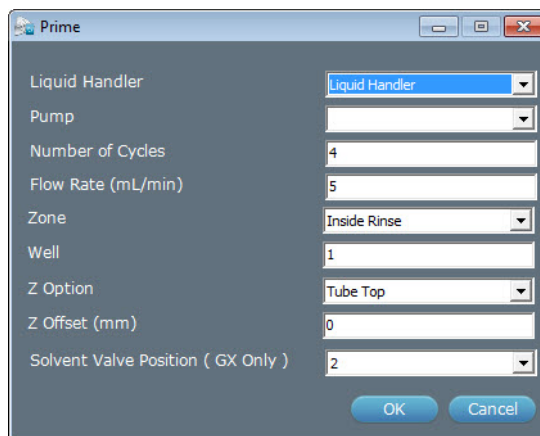 Prime
Liquid Handler Liquid Handler
Pump
Number of Cycles 4
Flow Rate (mL/min) 5
Zone Inside Rinse
Well 1
Z Option Tube Top
Z Offset (mm) 0
Solvent Valve Position ( GX Only ) 2
OK Cancel